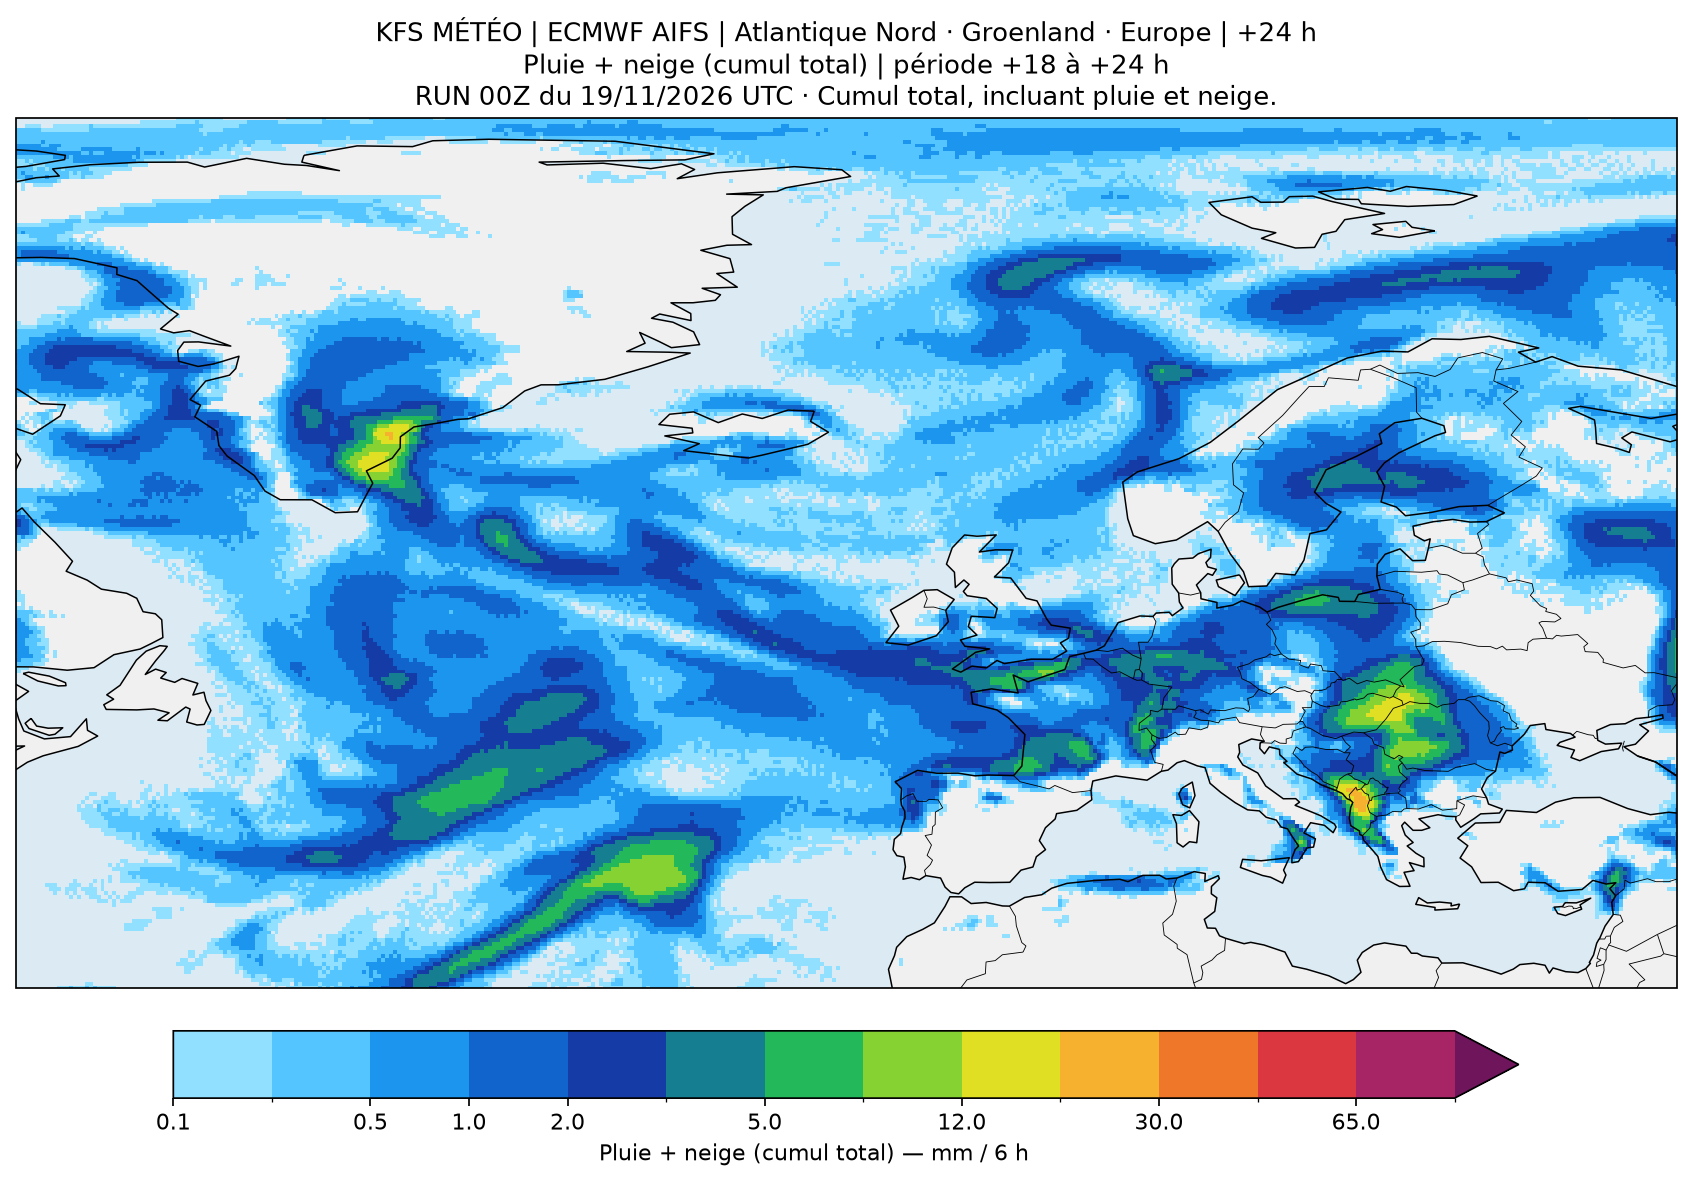 KFS MÉTÉO | ECMWF AIFS | Atlantique Nord · Groenland · Europe | +24 h
Pluie + neige (cumul total) | période +18 à +24 h
RUN 00Z du 19/11/2026 UTC · Cumul total, incluant pluie et neige.
0.1 0.5 1.0 2.0 5.0 12.0 30.0 65.0
Pluie + neige (cumul total) — mm / 6 h